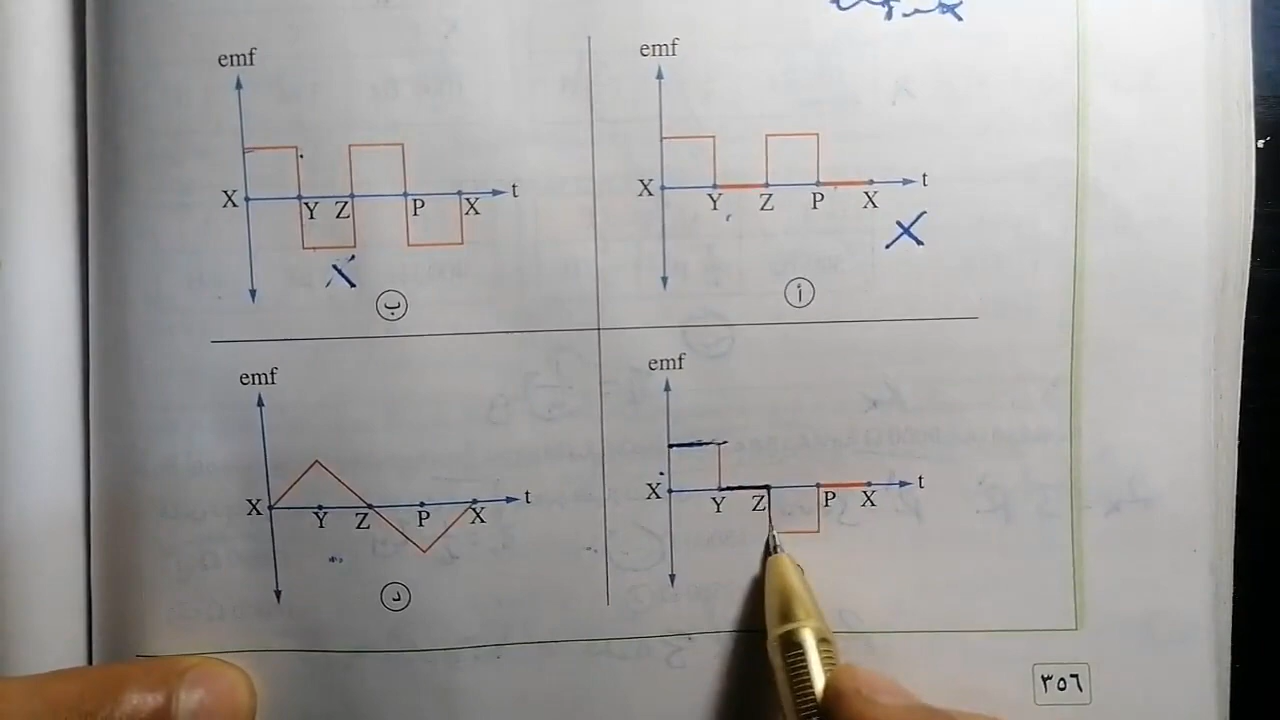 emf
X Y Z P X t
أ
emf
X Y Z P X t
ب
emf
X Y Z P X t
emf
X Y Z P X t
د
٣٥٦